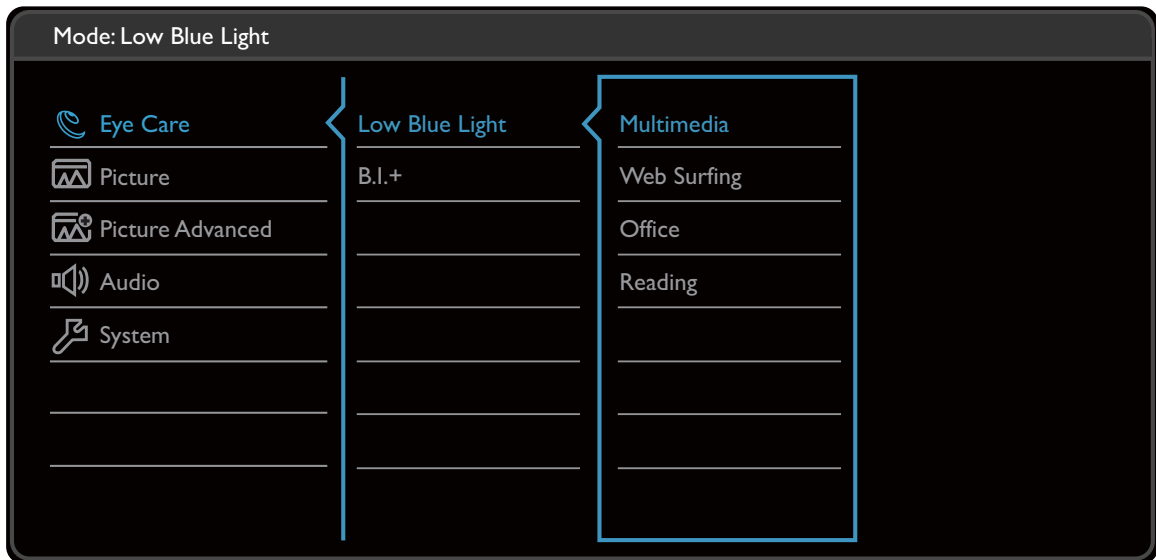 Mode: Low Blue Light
Eye Care
Picture
Picture Advanced
Audio
System
Low Blue Light
B.I.+
Multimedia
Web Surfing
Office
Reading